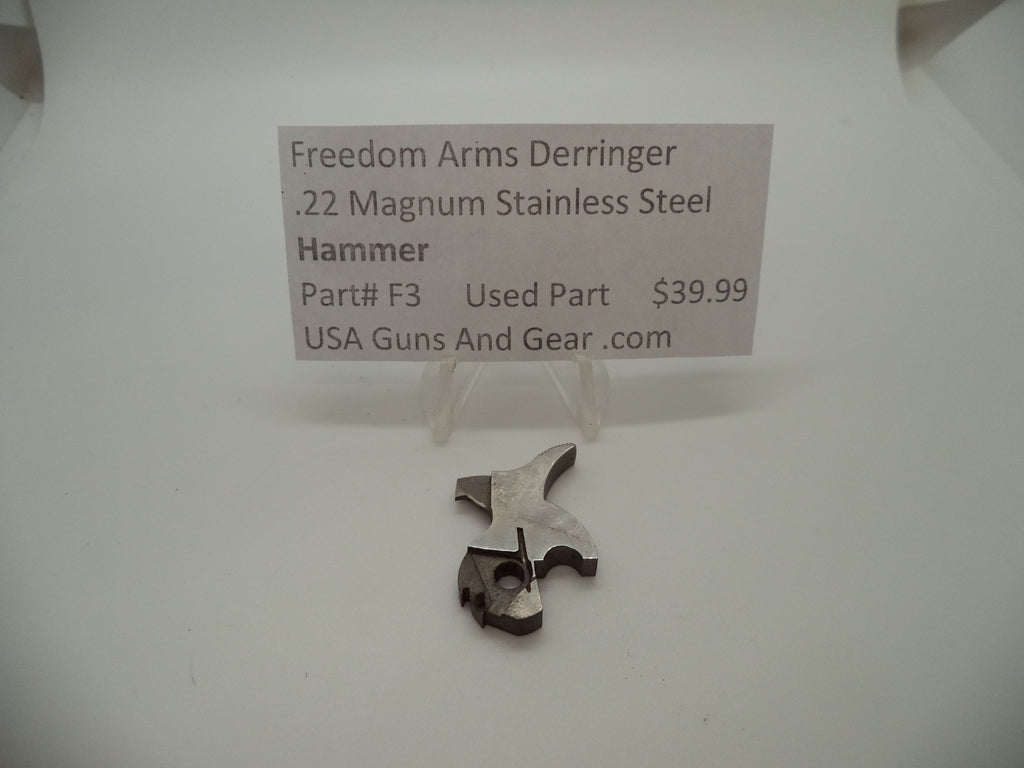 Freedom Arms Derringer
.22 Magnum Stainless Steel
Hammer
Part# F3 Used Part $39.99
USA Guns And Gear .com